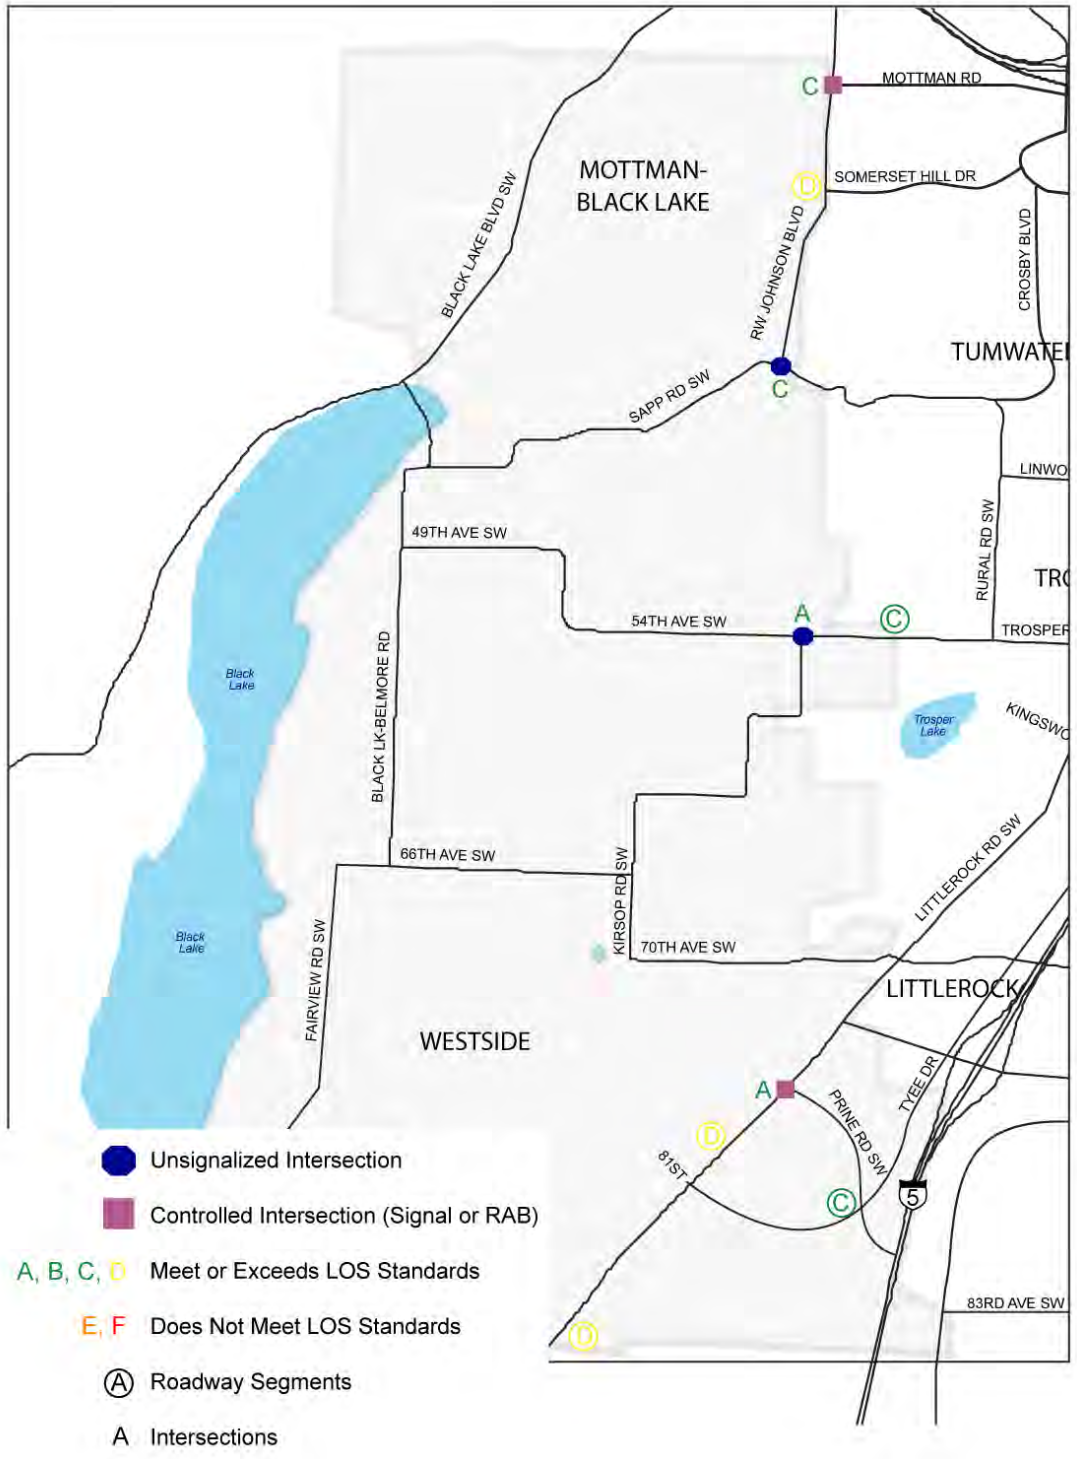 MOTTMAN RD
C
MOTTMAN-
BLACK LAKE
SOMERSET HILL DR
D
BLACK LAKE BLVD SW
RW JOHNSON BLVD
CROSBY BLVD
TUMWATE
C
SAPP RD SW
LINWO
RURAL RD SW
49TH AVE SW
TRO
A
C
54TH AVE SW
TROSPER
BLACK LK-BELMORE RD
Black
Lake
Trosper
Lake
KINGSWO
LITTLEROCK RD SW
66TH AVE SW
KIRSOP RD SW
FAIRVIEW RD SW
Black
Lake
70TH AVE SW
LITTLEROCK
WESTSIDE
TYEE DR
A
PRINE RD SW
D
81ST
C
5
83RD AVE SW
D
Unsignalized Intersection
Controlled Intersection (Signal or RAB)
A, B, C, D Meet or Exceeds LOS Standards
E, F Does Not Meet LOS Standards
A Roadway Segments
A Intersections